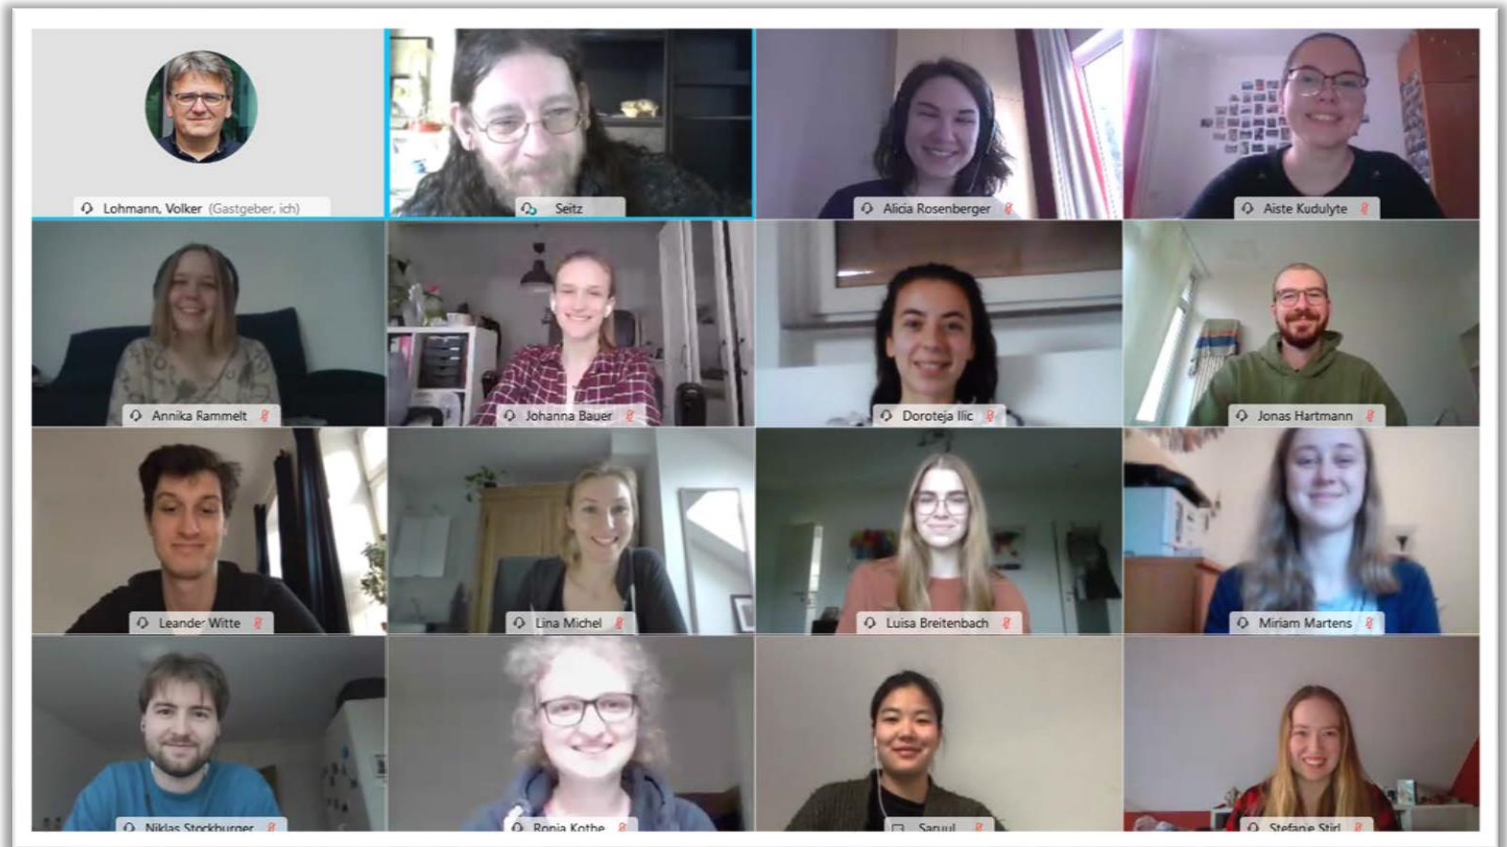 Lohmann, Volker (Gastgeber, ich)
Seitz
Alicia Rosenberger
Aiste Kudulyte
Annika Rammelt
Johanna Bauer
Doroteja Ilic
Jonas Hartmann
Leander Witte
Lina Michel
Luisa Breitenbach
Miriam Martens
Niklas Stockburger
Ronja Kothe
Saruul
Stefanie Stirl